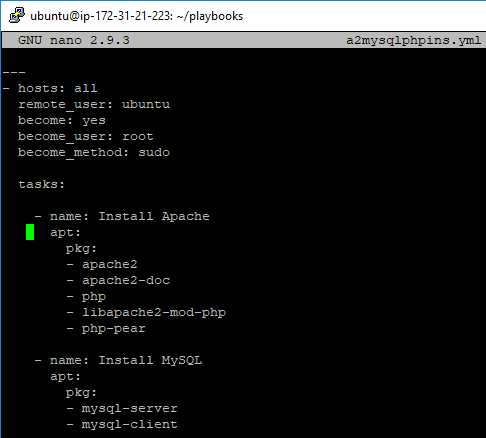 ubuntu@ip-172-31-21-223: ~/playbooks
GNU nano 2.9.3 a2mysqlphpins.yml
---
- hosts: all
  remote_user: ubuntu
  become: yes
  become_user: root
  become_method: sudo

  tasks:

    - name: Install Apache
      apt:
        pkg:
        - apache2
        - apache2-doc
        - php
        - libapache2-mod-php
        - php-pear

    - name: Install MySQL
      apt:
        pkg:
        - mysql-server
        - mysql-client